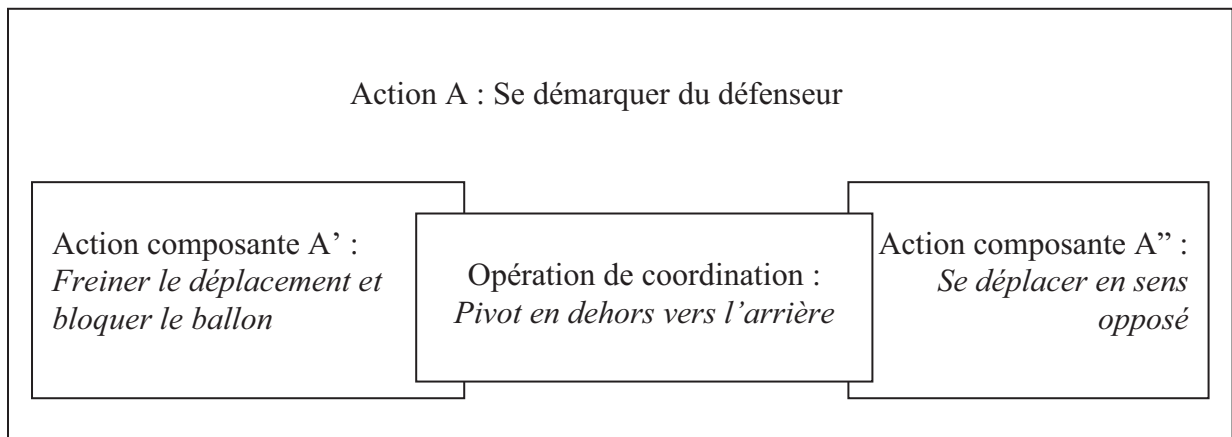 Action A : Se démarquer du défenseur
Action composante A’ :
Freiner le déplacement et
bloquer le ballon
Opération de coordination :
Pivot en dehors vers l’arrière
Action composante A” :
Se déplacer en sens
opposé